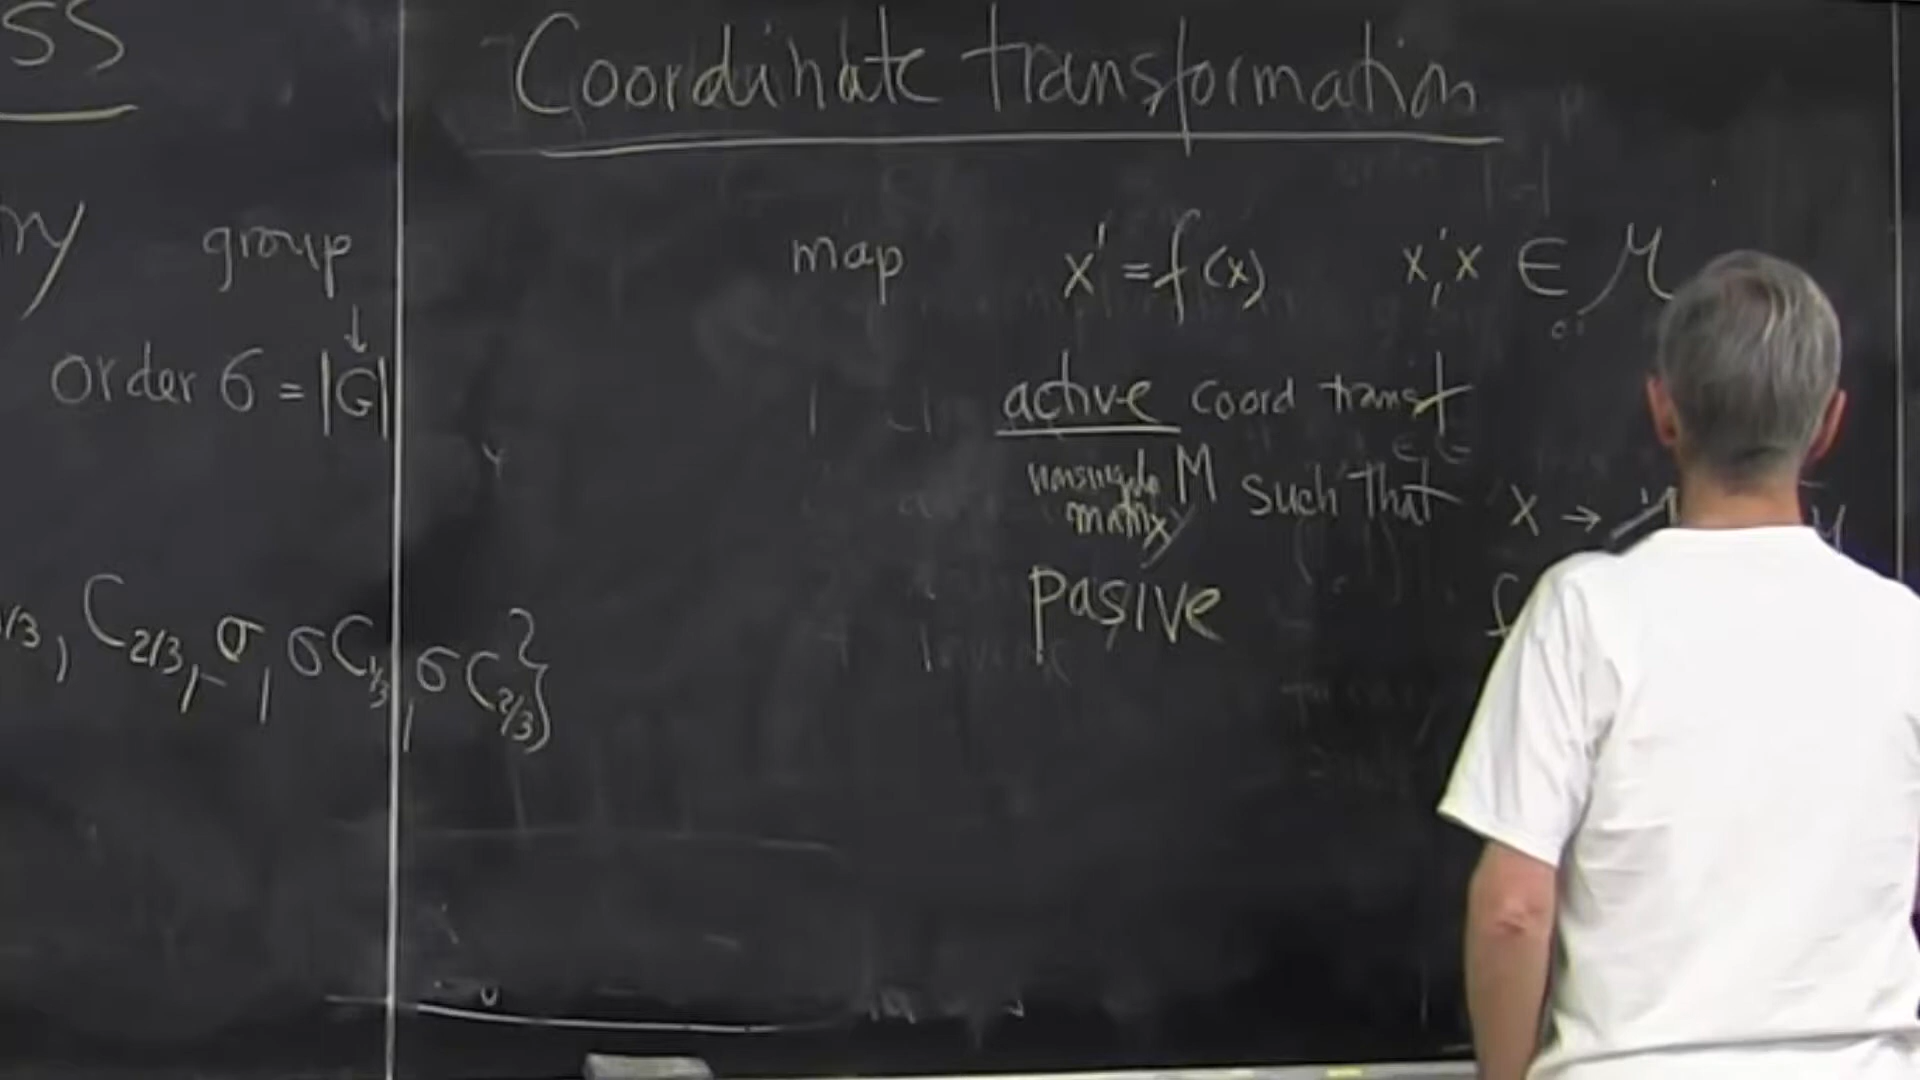 SS
group
↓
order 6 = |G|
1/3, C2/3, σ, σC1/3, σC2/3}
Coordinate transformation
map x' = f(x) x', x ∈ M
active coord transf
nonsingular M such that x →
matrix
pasive f